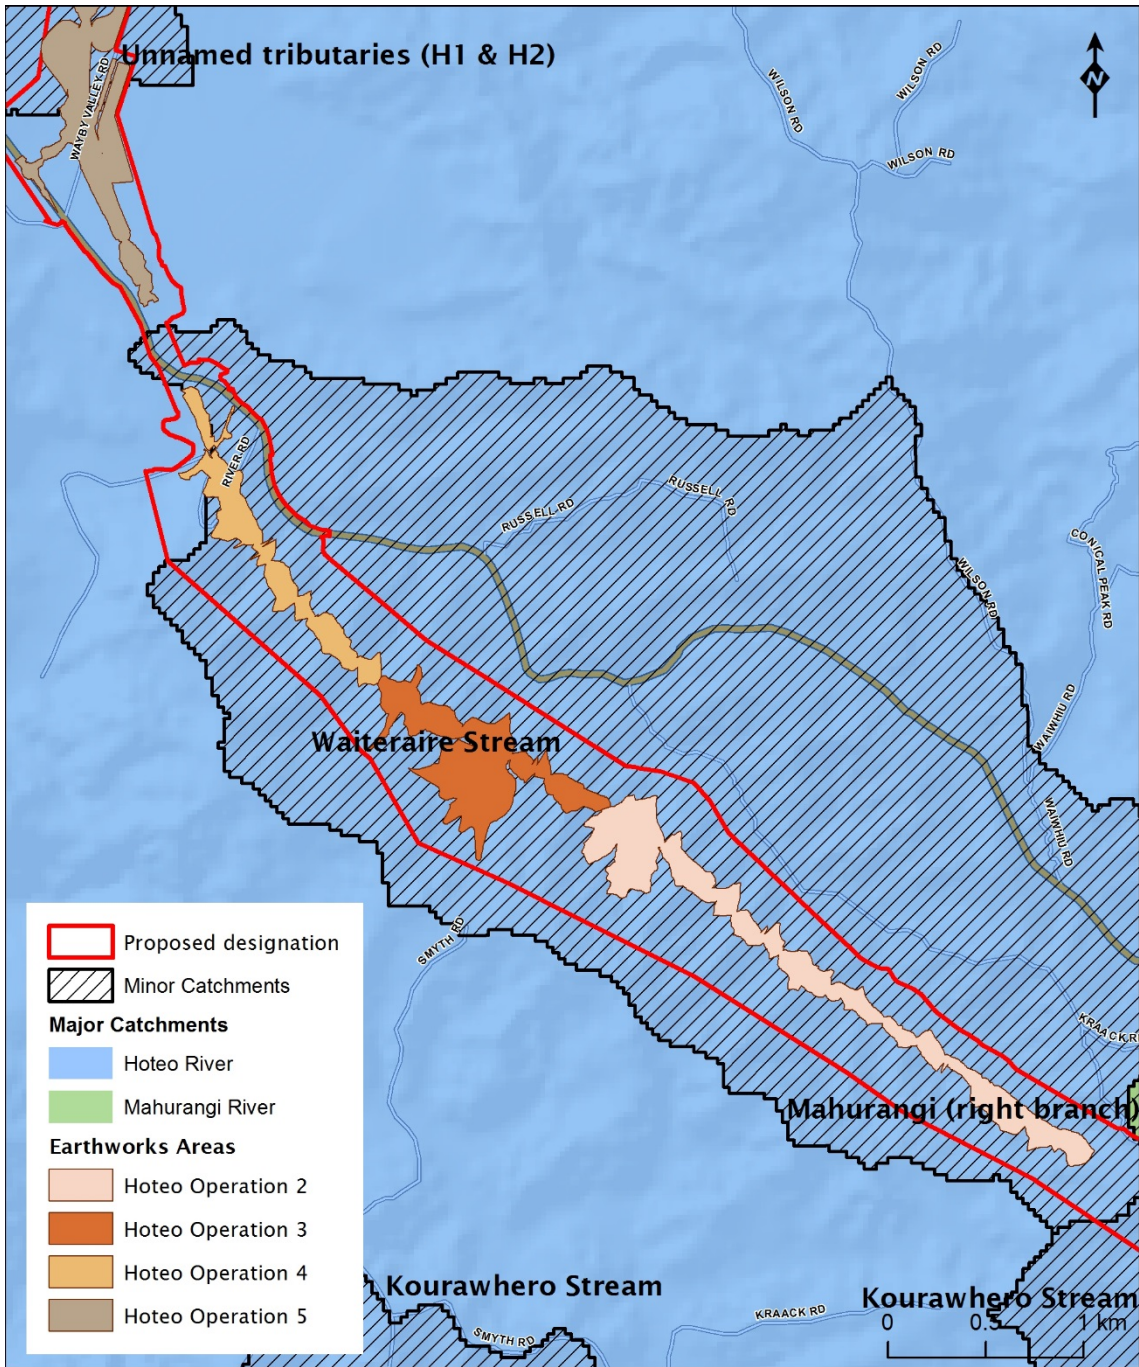 Unnamed tributaries (H1 & H2)
WAYBY VALLEY RD
WILSON RD
WILSON RD
WILSON RD
N
RIVER RD
RUSSELL RD
RUSSELL RD
CONICAL PEAK RD
WILSON RD
WAIWHIU RD
Waiteraire Stream
WAIWHIU RD
SMYTH RD
KRAACK RD
Mahurangi (right branch)
Proposed designation
Minor Catchments
Major Catchments
Hoteo River
Mahurangi River
Earthworks Areas
Hoteo Operation 2
Hoteo Operation 3
Hoteo Operation 4
Hoteo Operation 5
Kourawhero Stream
Kourawhero Stream
KRAACK RD
SMYTH RD
0 0.5 1 km